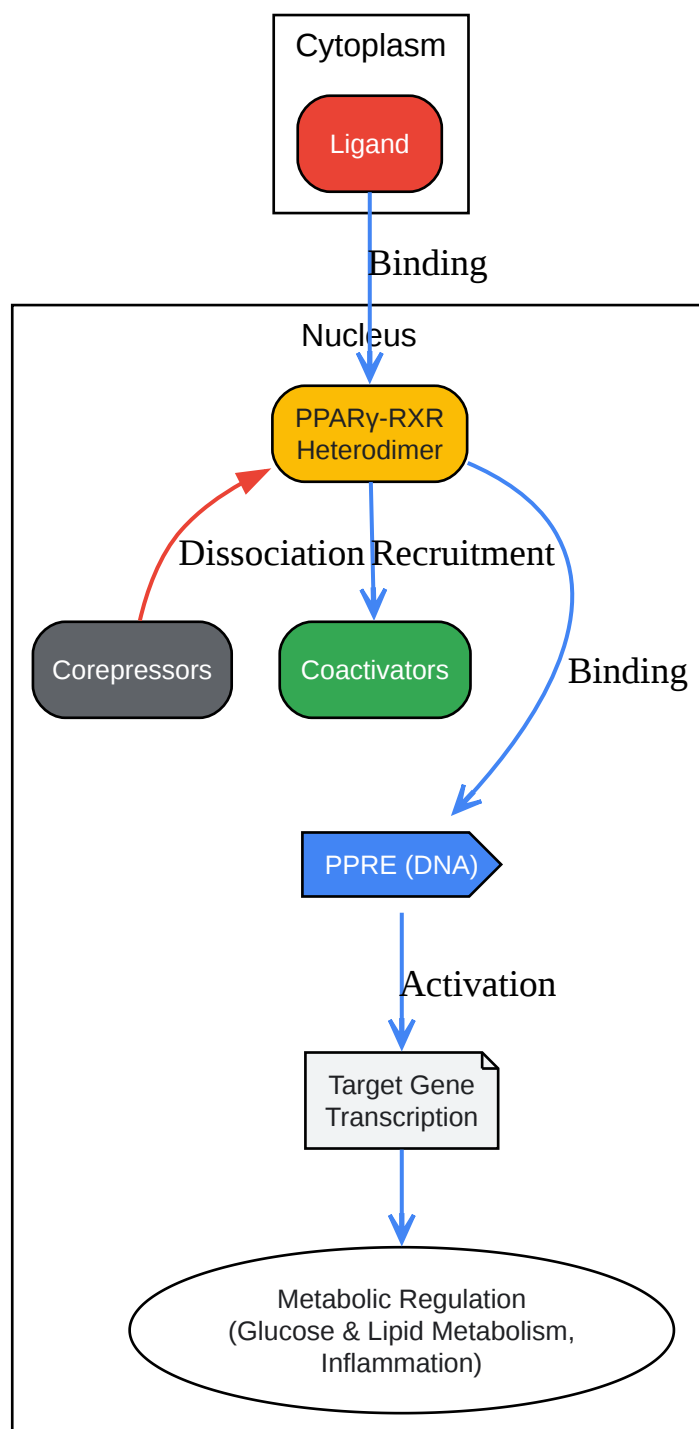 Cytoplasm
Ligand
Binding
Nucleus
PPARγ-RXR
Heterodimer
Dissociation
Recruitment
Corepressors
Coactivators
Binding
PPRE (DNA)
Activation
Target Gene
Transcription
Metabolic Regulation
(Glucose & Lipid Metabolism,
Inflammation)